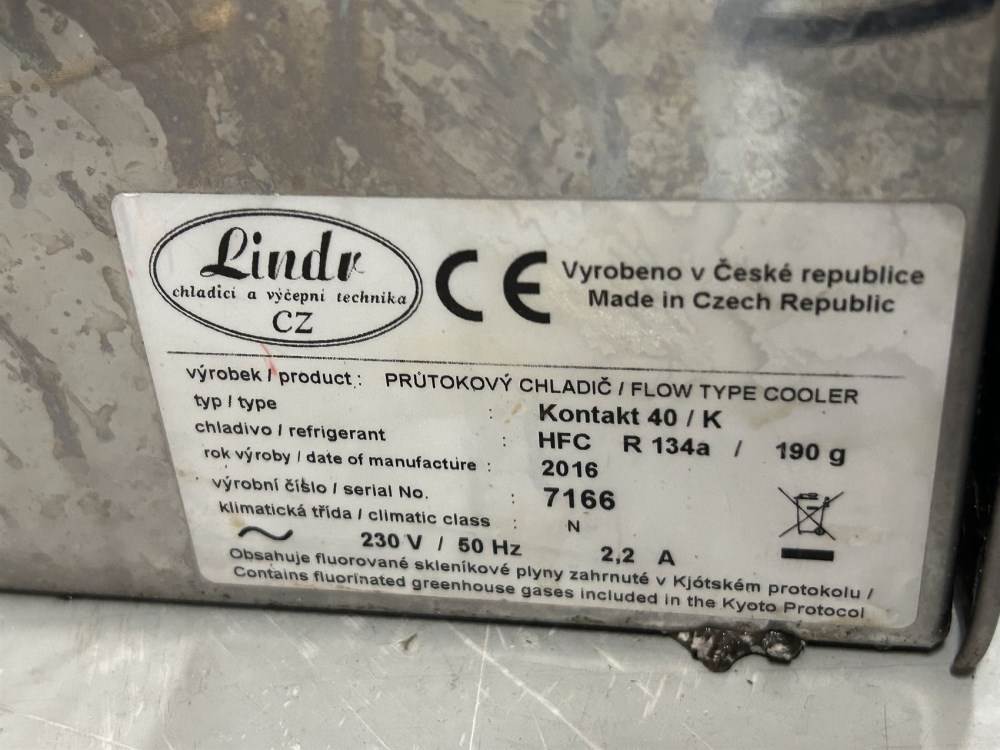 Lindr
chladicí a výčepní technika
CZ
CE
Vyrobeno v České republice
Made in Czech Republic
výrobek / product : PRŮTOKOVÝ CHLADIČ / FLOW TYPE COOLER
typ / type : Kontakt 40 / K
chladivo / refrigerant : HFC R 134a / 190 g
rok výroby / date of manufacture : 2016
výrobní číslo / serial No. : 7166
klimatická třída / climatic class : N
230 V / 50 Hz 2,2 A
Obsahuje fluorované skleníkové plyny zahrnuté v Kjótském protokolu /
Contains fluorinated greenhouse gases included in the Kyoto Protocol